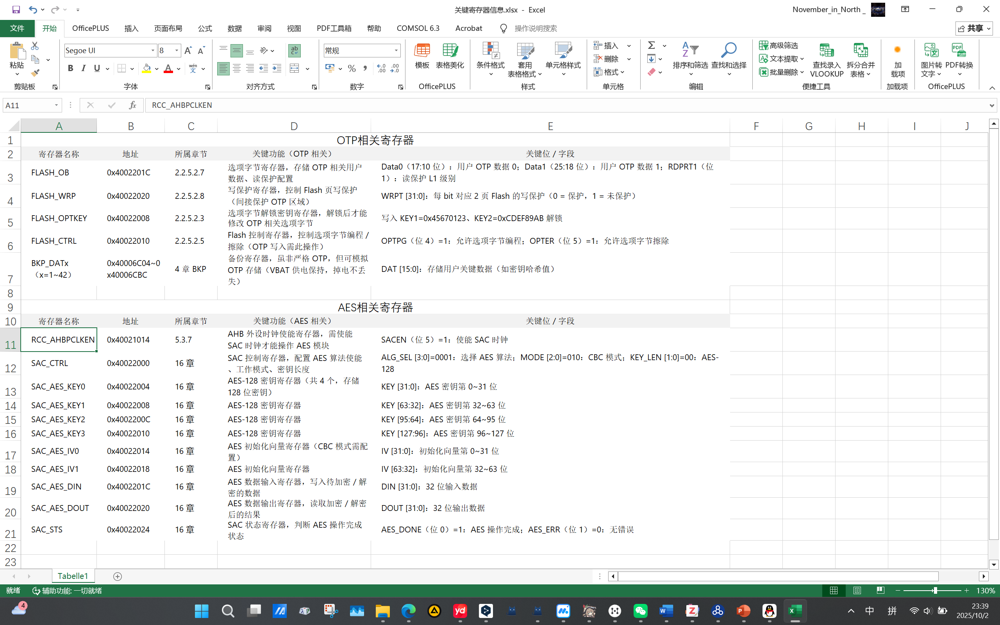 关键寄存器信息.xlsx - Excel
November_in_North _
文件 开始 OfficePLUS 插入 页面布局 公式 数据 审阅 视图 PDF工具箱 帮助 COMSOL 6.3 Acrobat 操作说明搜索 共享
粘贴 剪贴板
Segoe UI 8 B I U A wén 文 字体
ab c 对齐方式
常规 % , .0 .00 .00 .0 数字
模板 表格美化 OfficePLUS
条件格式 套用 表格格式 单元格样式 样式
插入 删除 格式 单元格
Σ 排序和筛选 查找和选择 编辑
高级筛选 文本提取 批量删除 查找录入 VLOOKUP 拆分合并 表格 便捷工具
加 载项 加载项
图片转 文字 PDF转换 OfficePLUS
A11 fx RCC_AHBPCLKEN
A B C D E F G H I J
1 OTP相关寄存器
2 寄存器名称 地址 所属章节 关键功能（OTP 相关） 关键位 / 字段
3 FLASH_OB 0x4002201C 2.2.5.2.7 选项字节寄存器，存储 OTP 相关用户
数据、读保护配置 Data0（17:10 位）：用户 OTP 数据 0；Data1（25:18 位）：用户 OTP 数据 1；RDPRT1（位
1）：读保护 L1 级别
4 FLASH_WRP 0x40022020 2.2.5.2.8 写保护寄存器，控制 Flash 页写保护
（间接保护 OTP 区域） WRPT [31:0]：每 bit 对应 2 页 Flash 的写保护（0 = 保护，1 = 未保护）
5 FLASH_OPTKEY 0x40022008 2.2.5.2.3 选项字节解锁密钥寄存器，解锁后才能
修改 OTP 相关选项字节 写入 KEY1=0x45670123、KEY2=0xCDEF89AB 解锁
6 FLASH_CTRL 0x40022010 2.2.5.2.5 Flash 控制寄存器，控制选项字节编程 /
擦除（OTP 写入需此操作） OPTPG（位 4）=1：允许选项字节编程；OPTER（位 5）=1：允许选项字节擦除
7 BKP_DATx
（x=1~42） 0x40006C04~0
x40006CBC 4 章 BKP 备份寄存器，虽非严格 OTP，但可模拟
OTP 存储（VBAT 供电保持，掉电不丢
失） DAT [15:0]：存储用户关键数据（如密钥哈希值）
8
9 AES相关寄存器
10 寄存器名称 地址 所属章节 关键功能（AES 相关） 关键位 / 字段
11 RCC_AHBPCLKEN 0x40021014 5.3.7 AHB 外设时钟使能寄存器，需使能
SAC 时钟才能操作 AES 模块 SACEN（位 5）=1：使能 SAC 时钟
12 SAC_CTRL 0x40022000 16 章 SAC 控制寄存器，配置 AES 算法使能
、工作模式、密钥长度 ALG_SEL [3:0]=0001：选择 AES 算法；MODE [2:0]=010：CBC 模式；KEY_LEN [1:0]=00：AES-
128
13 SAC_AES_KEY0 0x40022004 16 章 AES-128 密钥寄存器（共 4 个，存储
128 位密钥） KEY [31:0]：AES 密钥第 0~31 位
14 SAC_AES_KEY1 0x40022008 16 章 AES-128 密钥寄存器 KEY [63:32]：AES 密钥第 32~63 位
15 SAC_AES_KEY2 0x4002200C 16 章 AES-128 密钥寄存器 KEY [95:64]：AES 密钥第 64~95 位
16 SAC_AES_KEY3 0x40022010 16 章 AES-128 密钥寄存器 KEY [127:96]：AES 密钥第 96~127 位
17 SAC_AES_IV0 0x40022014 16 章 AES 初始化向量寄存器（CBC 模式需配
置） IV [31:0]：初始化向量第 0~31 位
18 SAC_AES_IV1 0x40022018 16 章 AES 初始化向量寄存器 IV [63:32]：初始化向量第 32~63 位
19 SAC_AES_DIN 0x4002201C 16 章 AES 数据输入寄存器，写入待加密 / 解
密的数据 DIN [31:0]：32 位输入数据
20 SAC_AES_DOUT 0x40022020 16 章 AES 数据输出寄存器，读取加密 / 解密
后的结果 DOUT [31:0]：32 位输出数据
21 SAC_STS 0x40022024 16 章 SAC 状态寄存器，判断 AES 操作完成
状态 AES_DONE（位 0）=1：AES 操作完成；AES_ERR（位 1）=0：无错误
22
23
Tabelle1
就绪 辅助功能: 一切就绪 130%
4 yd 中 拼 23:39
2025/10/2